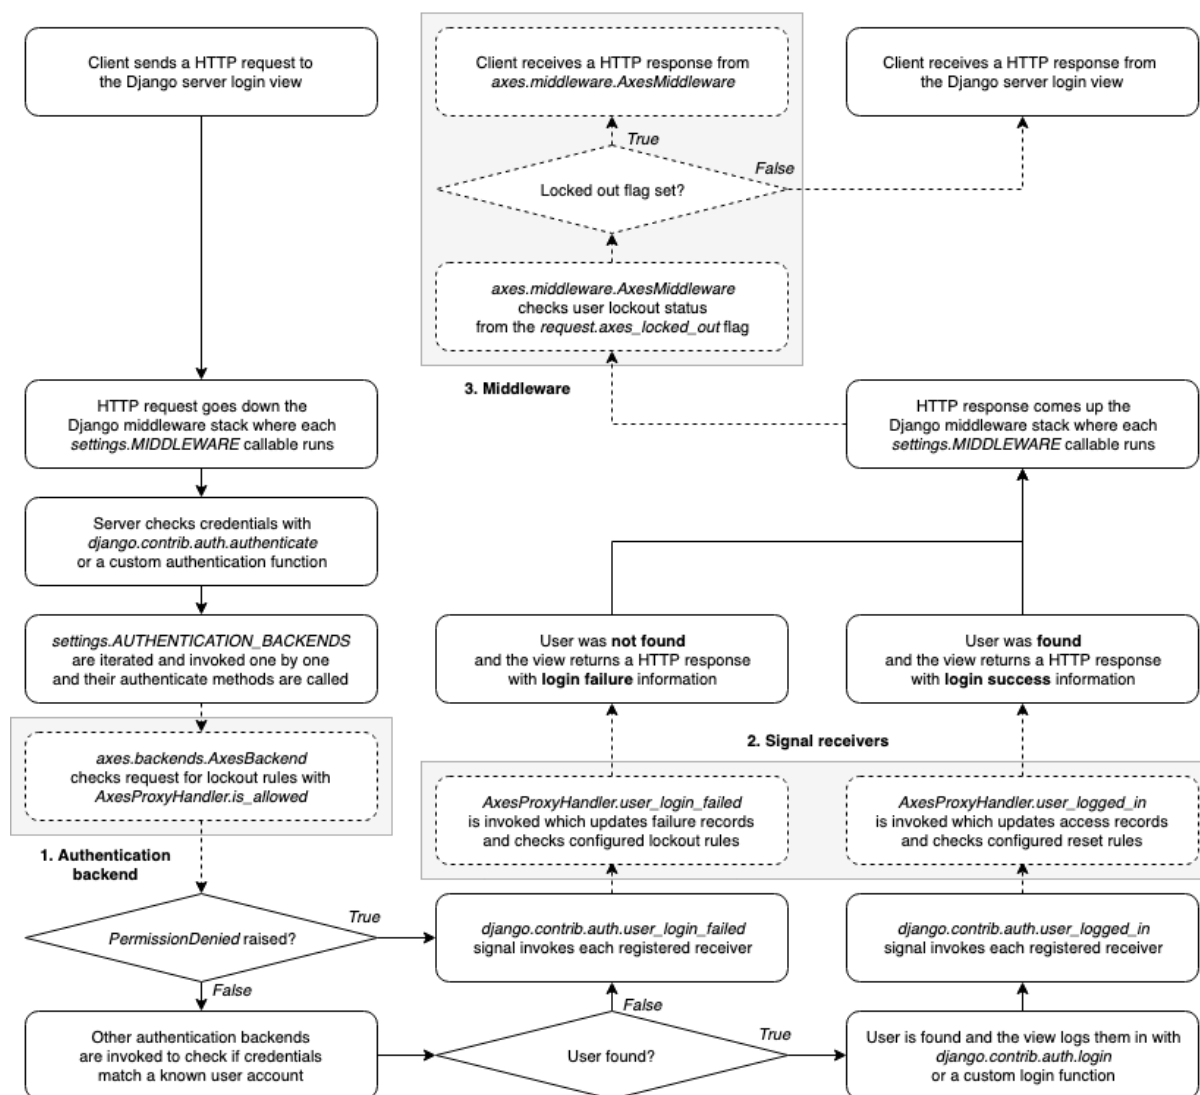 Client sends a HTTP request to
the Django server login view
Client receives a HTTP response from
axes.middleware.AxesMiddleware
Client receives a HTTP response from
the Django server login view
True
False
Locked out flag set?
axes.middleware.AxesMiddleware
checks user lockout status
from the request.axes_locked_out flag
3. Middleware
HTTP request goes down the
Django middleware stack where each
settings.MIDDLEWARE callable runs
HTTP response comes up the
Django middleware stack where each
settings.MIDDLEWARE callable runs
Server checks credentials with
django.contrib.auth.authenticate
or a custom authentication function
settings.AUTHENTICATION_BACKENDS
are iterated and invoked one by one
and their authenticate methods are called
User was not found
and the view returns a HTTP response
with login failure information
User was found
and the view returns a HTTP response
with login success information
2. Signal receivers
axes.backends.AxesBackend
checks request for lockout rules with
AxesProxyHandler.is_allowed
AxesProxyHandler.user_login_failed
is invoked which updates failure records
and checks configured lockout rules
AxesProxyHandler.user_logged_in
is invoked which updates access records
and checks configured reset rules
1. Authentication
backend
PermissionDenied raised?
True
False
django.contrib.auth.user_login_failed
signal invokes each registered receiver
django.contrib.auth.user_logged_in
signal invokes each registered receiver
Other authentication backends
are invoked to check if credentials
match a known user account
False
True
User found?
User is found and the view logs them in with
django.contrib.auth.login
or a custom login function